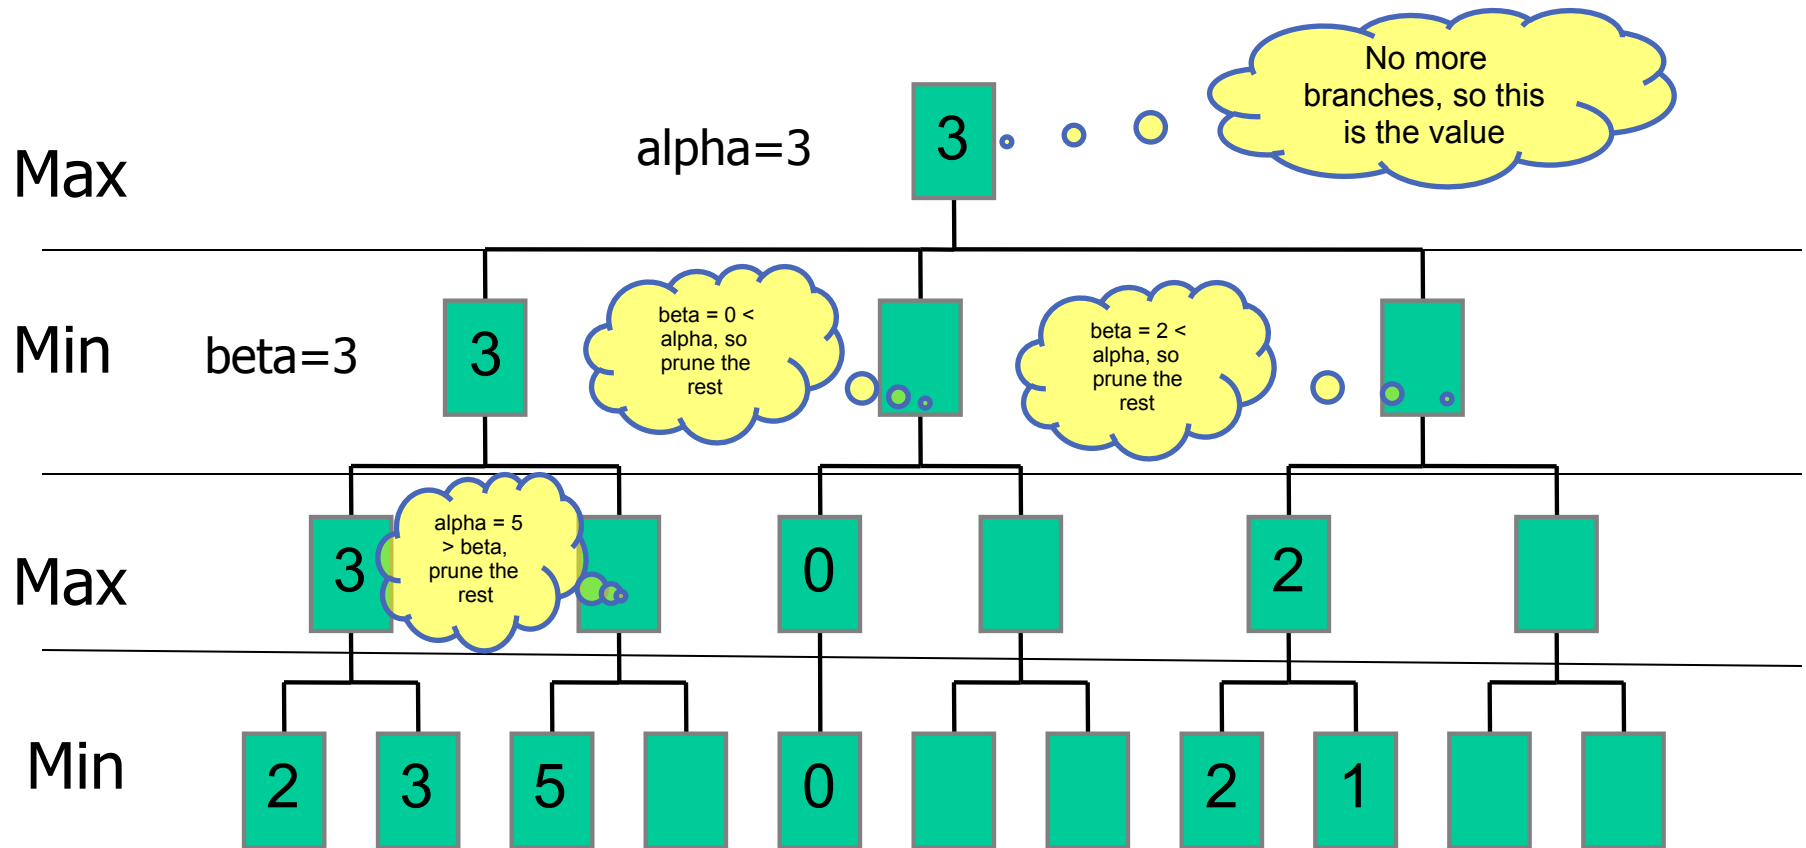 No more
branches, so this
is the value
alpha=3
3
Max
beta = 0 <
alpha, so
prune the
rest
beta = 2 <
alpha, so
prune the
rest
Min
beta=3
3
alpha = 5
> beta,
prune the
rest
Max
3
0
2
Min
2
3
5
0
2
1